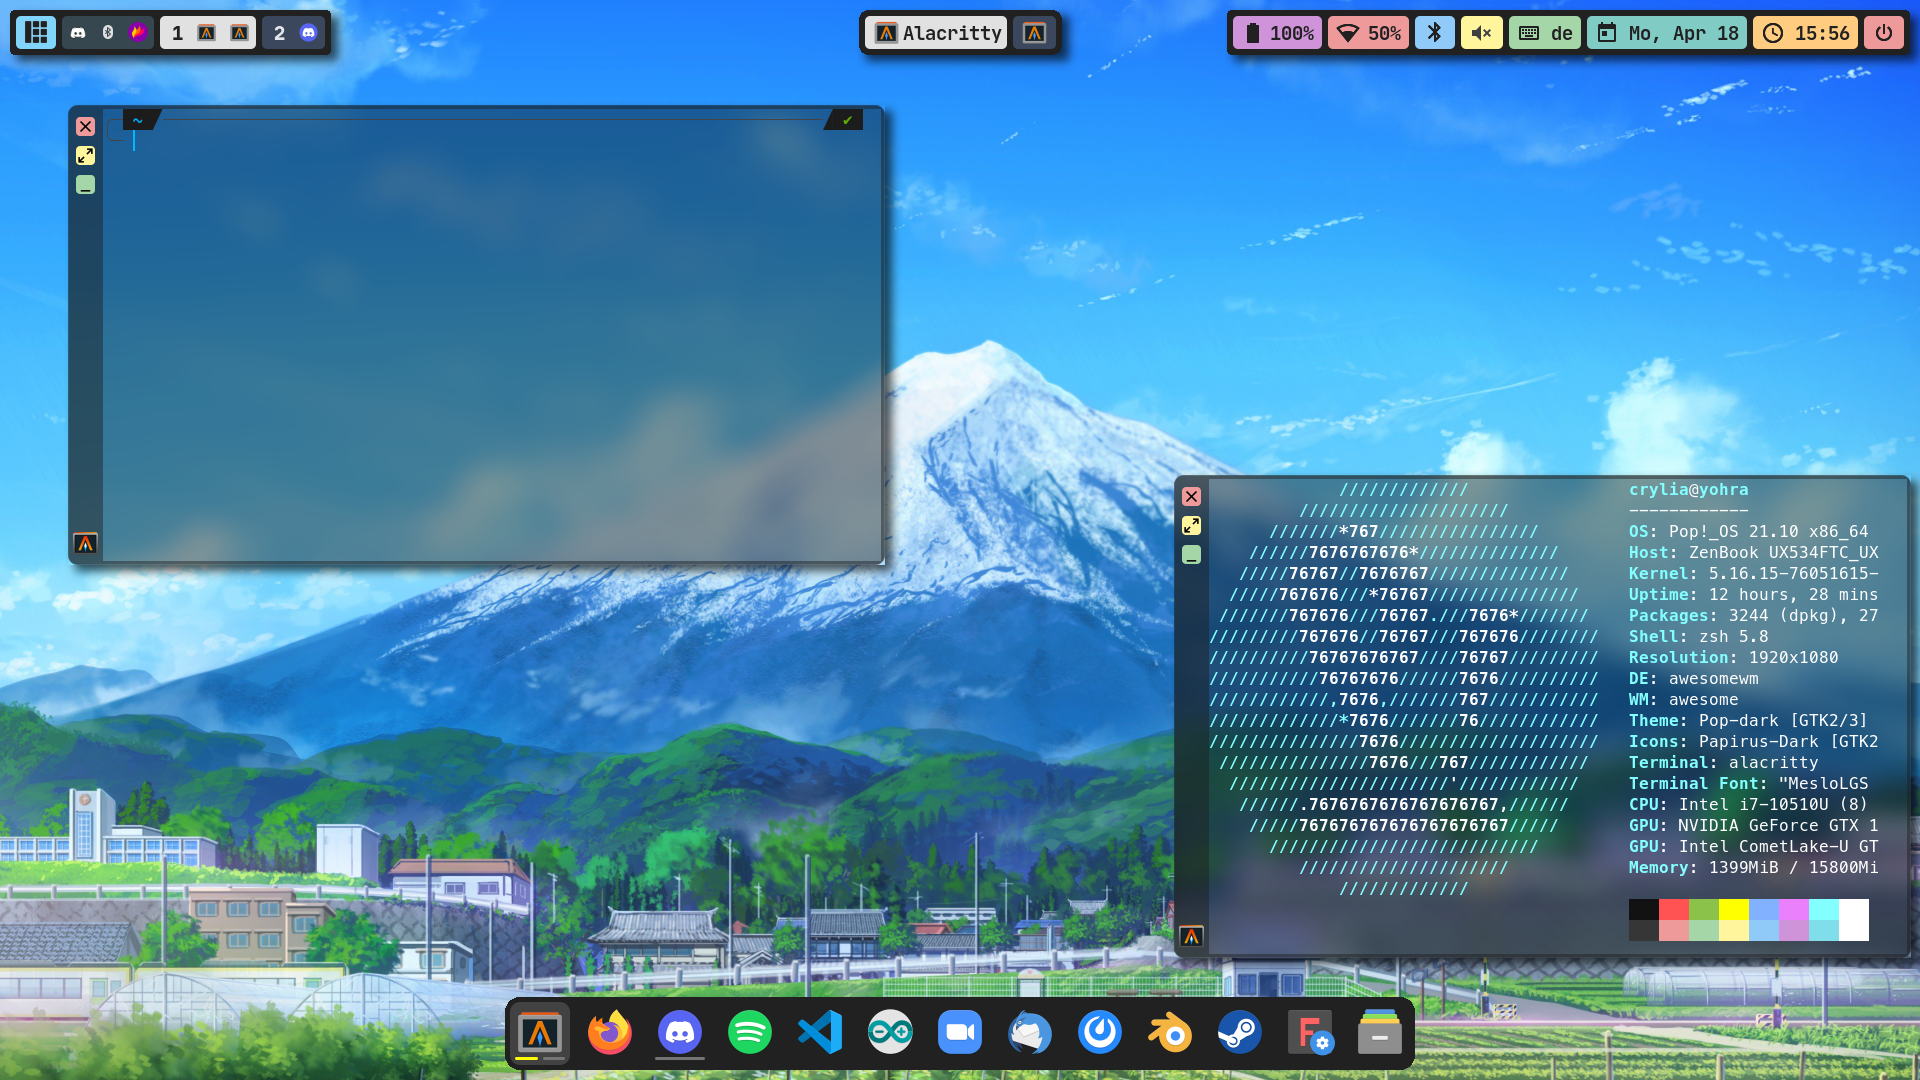 1
2
Alacritty
100%
50%
de
Mo, Apr 18
15:56
~
✔
///////////// crylia@yohra
///////////////////// ------------
///////*767//////////////// OS: Pop!_OS 21.10 x86_64
//////7676767676*////////////// Host: ZenBook UX534FTC_UX
/////76767//7676767////////////// Kernel: 5.16.15-76051615-
/////767676///*76767/////////////// Uptime: 12 hours, 28 mins
///////767676///76767.///7676*/////// Packages: 3244 (dpkg), 27
/////////767676//76767///767676//////// Shell: zsh 5.8
//////////76767676767////76767///////// Resolution: 1920x1080
///////////76767676//////7676////////// DE: awesomewm
////////////,7676,///////767/////////// WM: awesome
/////////////*7676///////76//////////// Theme: Pop-dark [GTK2/3]
///////////////7676//////////////////// Icons: Papirus-Dark [GTK2
///////////////7676///767//////////// Terminal: alacritty
//////////////////////'//////////// Terminal Font: "MesloLGS
//////.7676767676767676767,////// CPU: Intel i7-10510U (8)
/////767676767676767676767///// GPU: NVIDIA GeForce GTX 1
/////////////////////////// GPU: Intel CometLake-U GT
///////////////////// Memory: 1399MiB / 15800Mi
/////////////